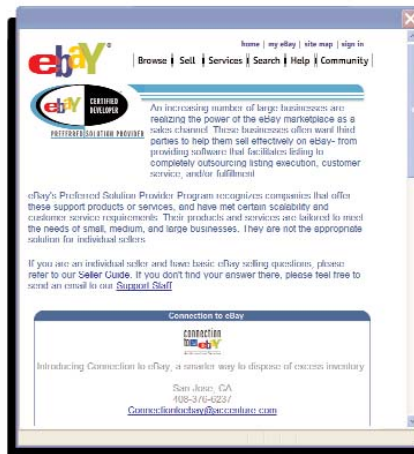 home | my eBay | site map | sign in
ebaY®
Browse | Sell | Services | Search | Help | Community
ebaY CERTIFIED DEVELOPER
PREFERRED SOLUTION PROVIDER
An increasing number of large businesses are
realizing the power of the eBay marketplace as a
sales channel. These businesses often want third
parties to help them sell effectively on eBay- from
providing software that facilitates listing to
completely outsourcing listing execution, customer
service, and/or fulfillment
eBay's Preferred Solution Provider Program recognizes companies that offer
these support products or services, and have met certain scalability and
customer service requirements. Their products and services are tailored to meet
the needs of small, medium, and large businesses. They are not the appropriate
solution for individual sellers
If you are an individual seller and have basic eBay selling questions, please
refer to our Seller Guide. If you don't find your answer there, please feel free to
send an email to our Support Staff
Connection to eBay
connection
to ebY
Introducing Connection to eBay, a smarter way to dispose of excess inventory
San Jose, CA
408-376-6237
Connectiontoebay@accenture.com